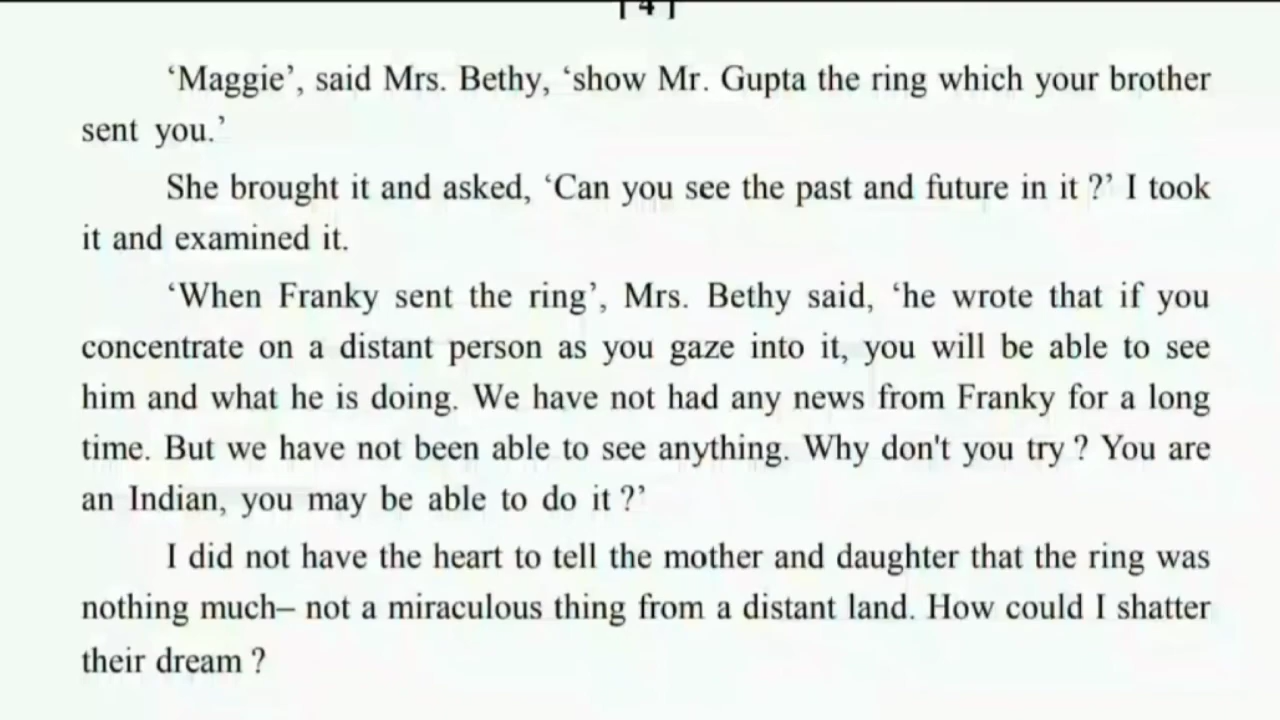 [ 4 ]
‘Maggie’, said Mrs. Bethy, ‘show Mr. Gupta the ring which your brother
sent you.’
She brought it and asked, ‘Can you see the past and future in it ?’ I took
it and examined it.
‘When Franky sent the ring’, Mrs. Bethy said, ‘he wrote that if you
concentrate on a distant person as you gaze into it, you will be able to see
him and what he is doing. We have not had any news from Franky for a long
time. But we have not been able to see anything. Why don't you try ? You are
an Indian, you may be able to do it ?’
I did not have the heart to tell the mother and daughter that the ring was
nothing much– not a miraculous thing from a distant land. How could I shatter
their dream ?